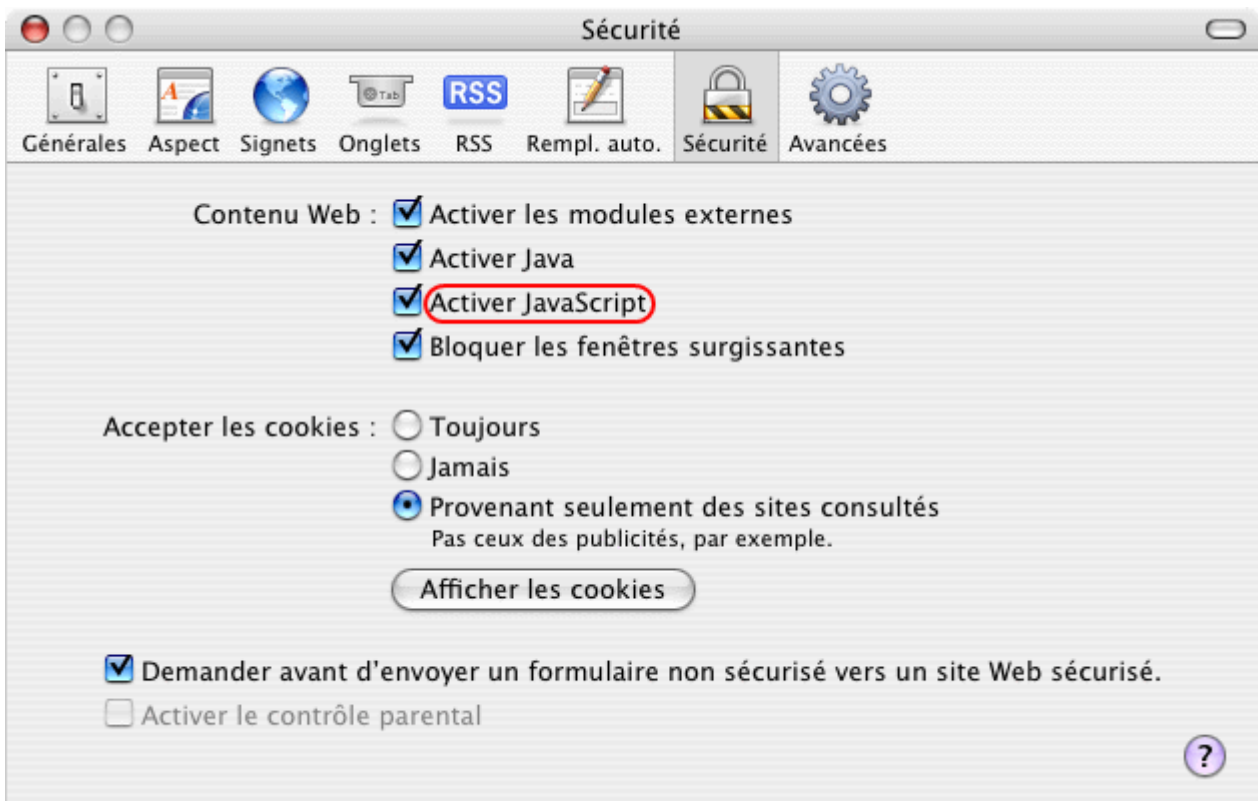 Sécurité
RSS
Tab
Générales Aspect Signets Onglets RSS Rempl. auto. Sécurité Avancées
Contenu Web : Activer les modules externes
Activer Java
Activer JavaScript
Bloquer les fenêtres surgissantes
Accepter les cookies : Toujours
Jamais
Provenant seulement des sites consultés
Pas ceux des publicités, par exemple.
Afficher les cookies
Demander avant d'envoyer un formulaire non sécurisé vers un site Web sécurisé.
Activer le contrôle parental
?